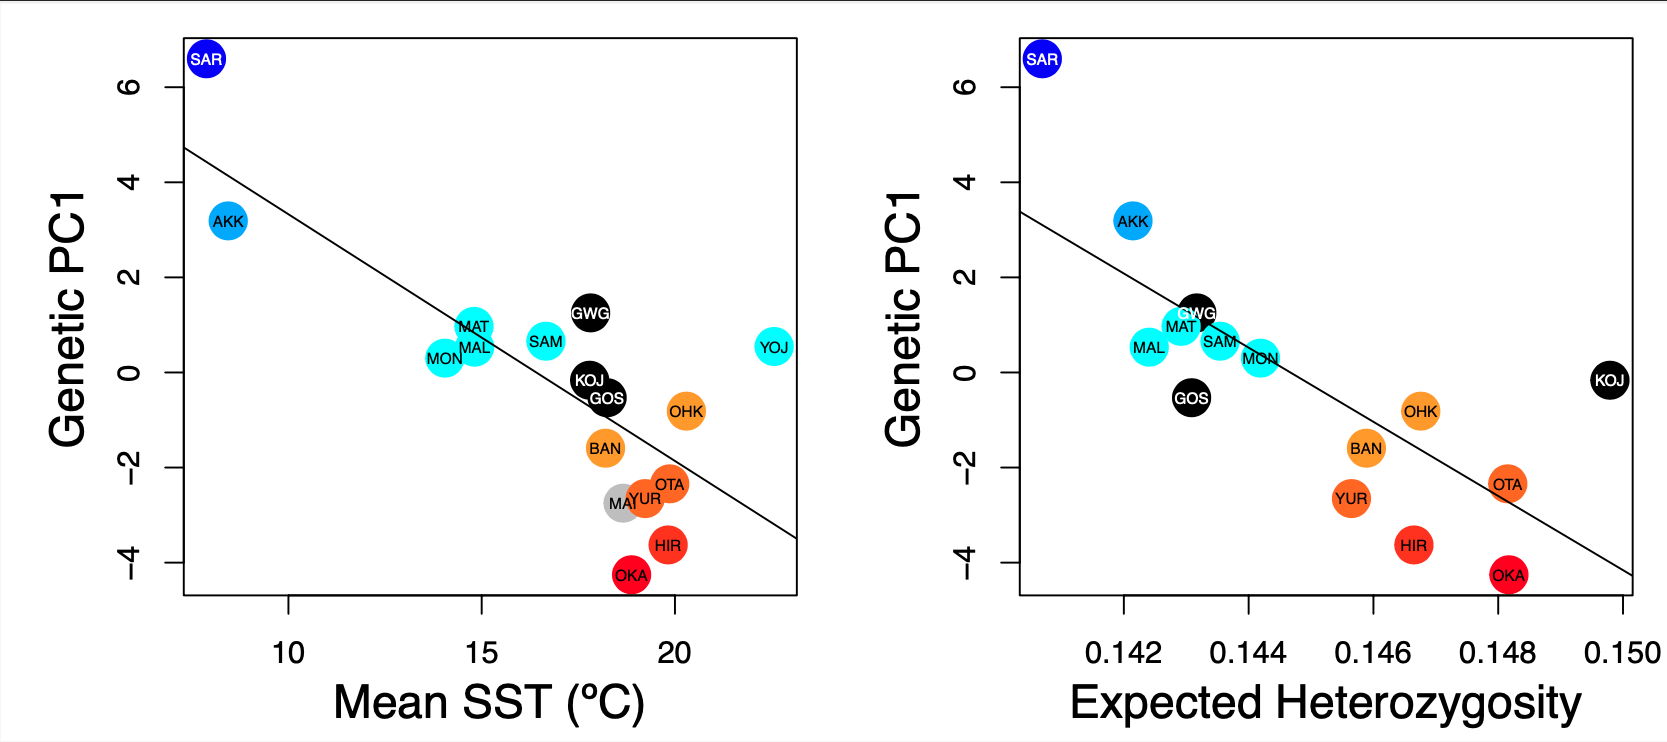 Genetic PC1
6
4
2
0
−2
−4
SAR
AKK
MAT
MAL
MON
SAM
GWG
YOJ
KOJ
GOS
OHK
BAN
OTA
YUR
HIR
OKA
10
15
20
Mean SST (ºC)
Genetic PC1
6
4
2
0
−2
−4
SAR
AKK
GWG
MAT
MAL
SAM
MON
GOS
KOJ
OHK
BAN
OTA
YUR
HIR
OKA
0.142
0.144
0.146
0.148
0.150
Expected Heterozygosity